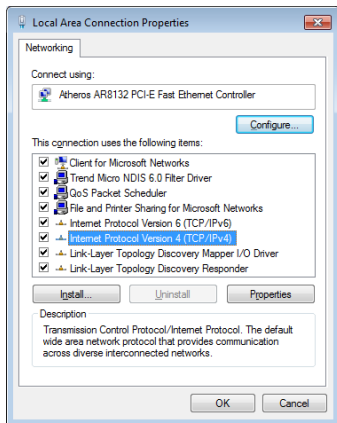 Local Area Connection Properties
Networking
Connect using:
Atheros AR8132 PCI-E Fast Ethernet Controller
Configure...
This connection uses the following items:
Client for Microsoft Networks
Trend Micro NDIS 6.0 Filter Driver
QoS Packet Scheduler
File and Printer Sharing for Microsoft Networks
Internet Protocol Version 6 (TCP/IPv6)
Internet Protocol Version 4 (TCP/IPv4)
Link-Layer Topology Discovery Mapper I/O Driver
Link-Layer Topology Discovery Responder
Install... Uninstall Properties
Description
Transmission Control Protocol/Internet Protocol. The default
wide area network protocol that provides communication
across diverse interconnected networks.
OK Cancel